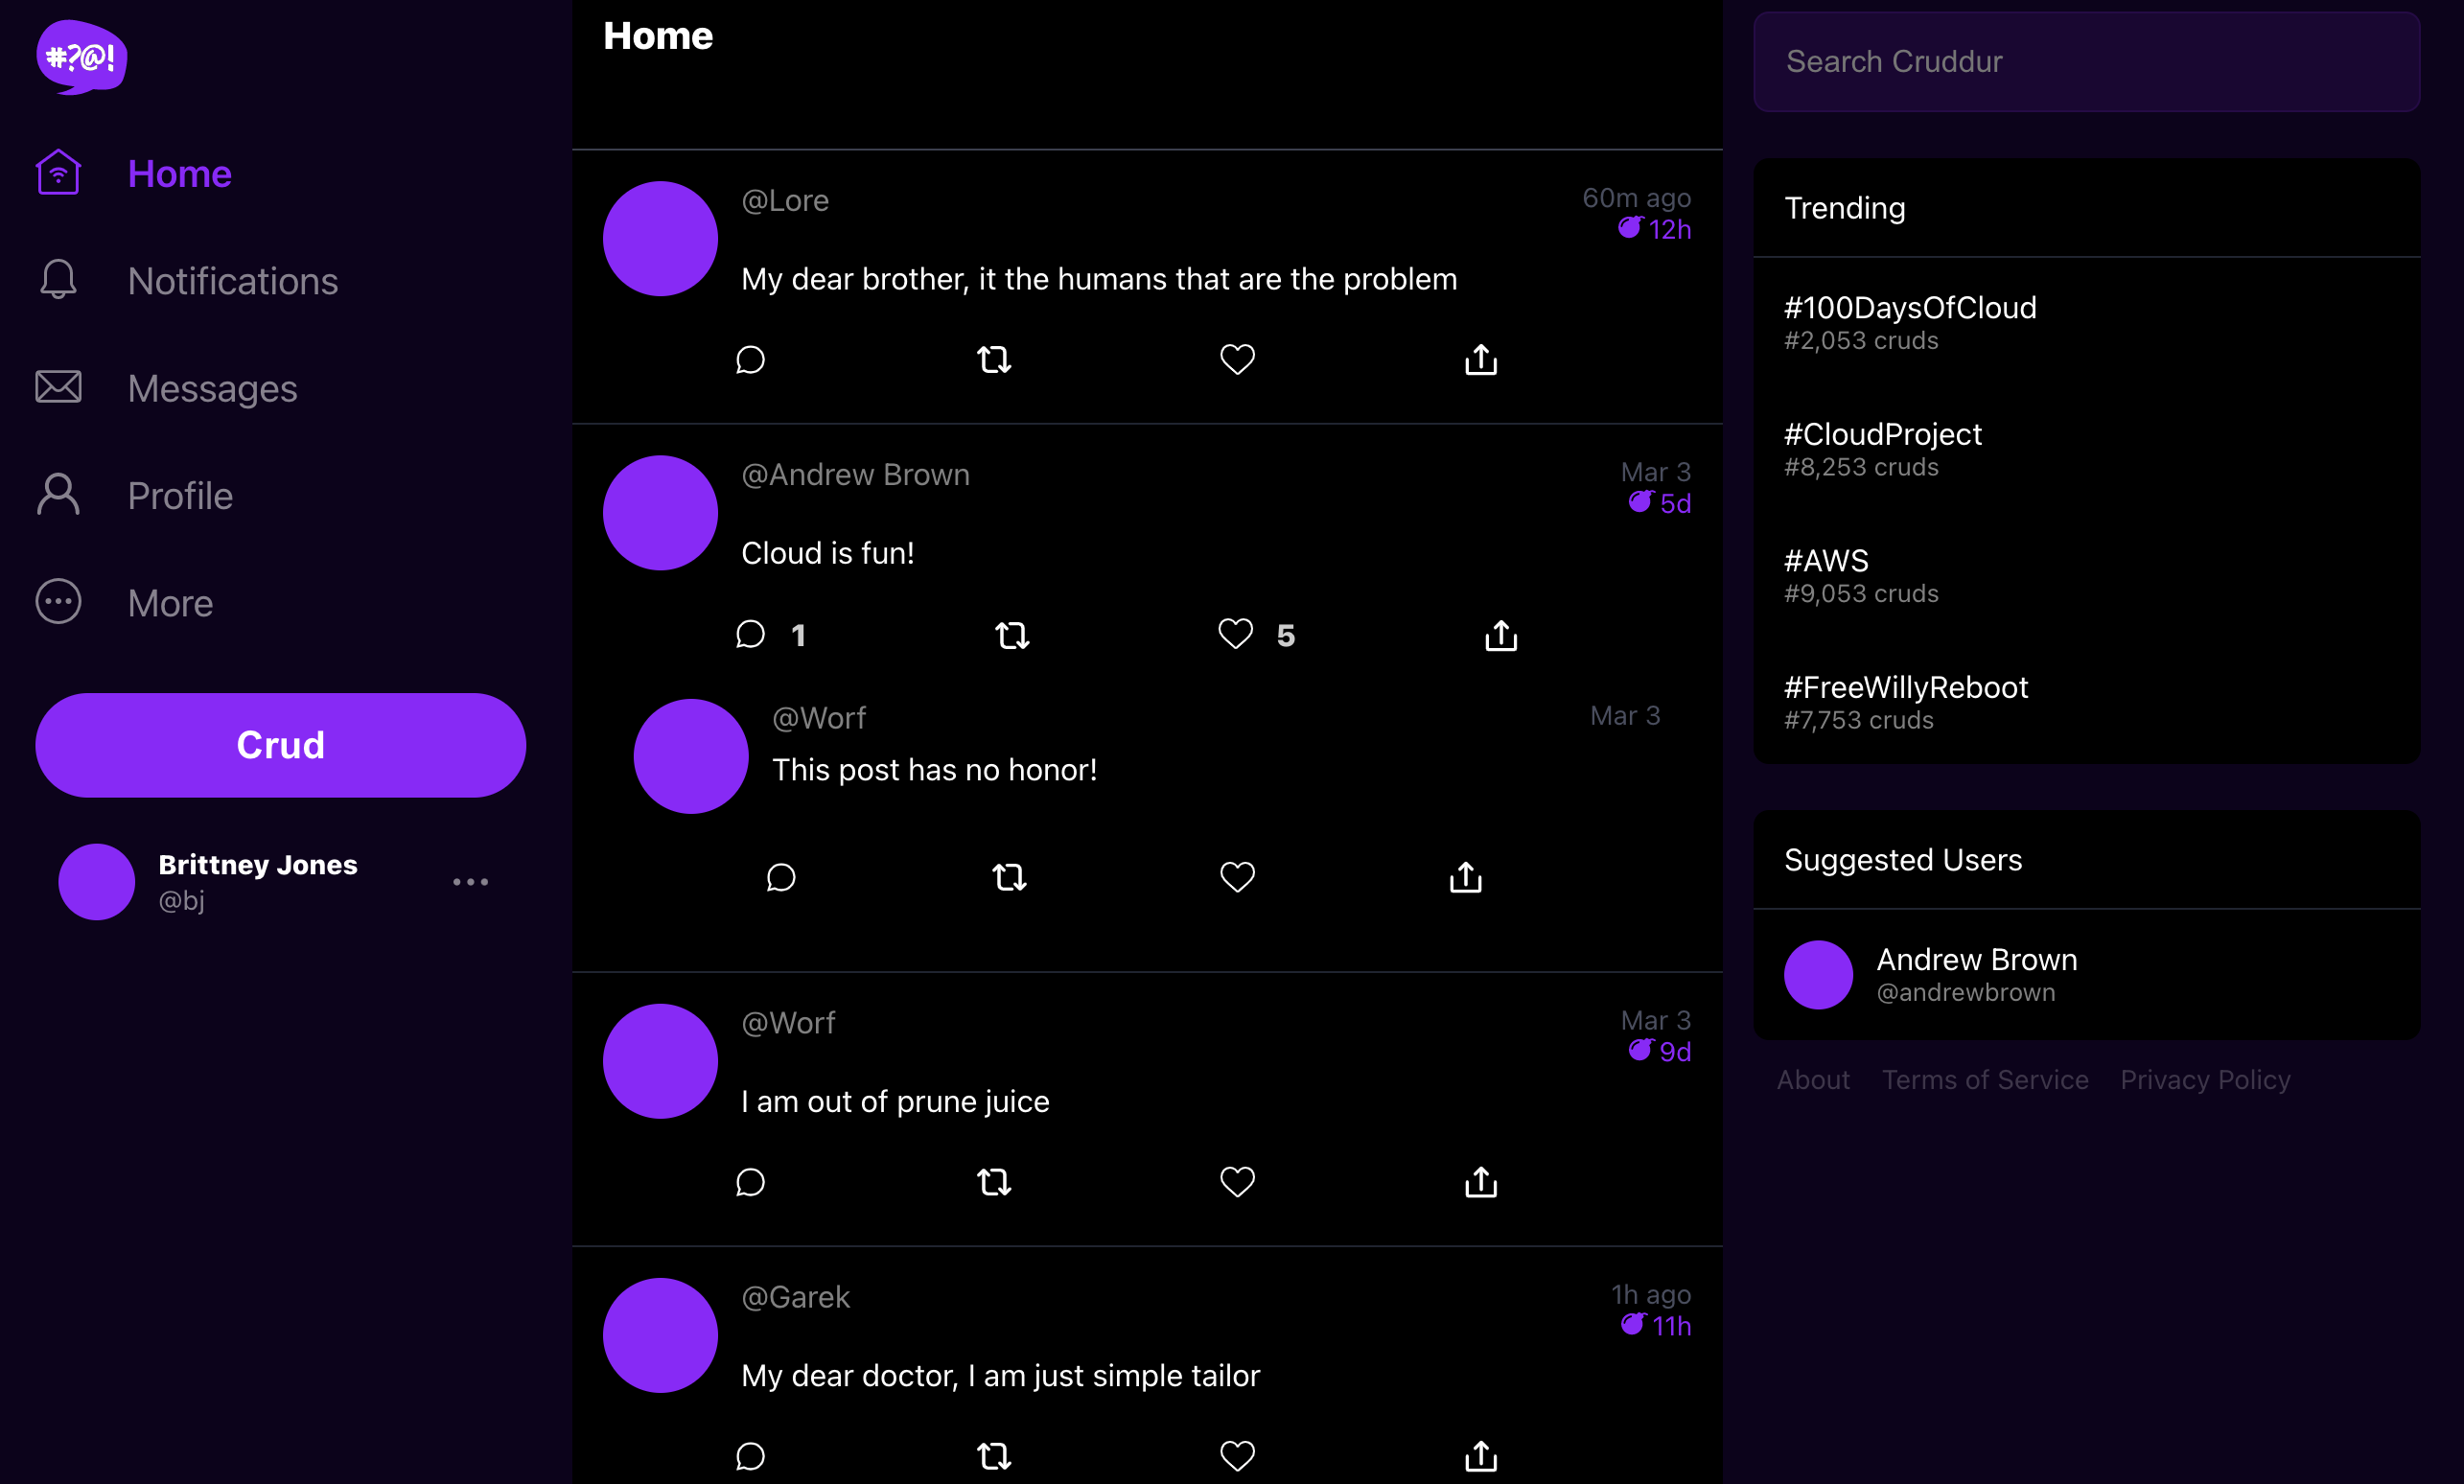 #?@!
Home
Notifications
Messages
Profile
More
Crud
Brittney Jones
@bj
Home
@Lore
60m ago
12h
My dear brother, it the humans that are the problem
@Andrew Brown
Mar 3
5d
Cloud is fun!
1
5
@Worf
Mar 3
This post has no honor!
@Worf
Mar 3
9d
I am out of prune juice
@Garek
1h ago
11h
My dear doctor, I am just simple tailor
Search Cruddur
Trending
#100DaysOfCloud
#2,053 cruds
#CloudProject
#8,253 cruds
#AWS
#9,053 cruds
#FreeWillyReboot
#7,753 cruds
Suggested Users
Andrew Brown
@andrewbrown
About Terms of Service Privacy Policy